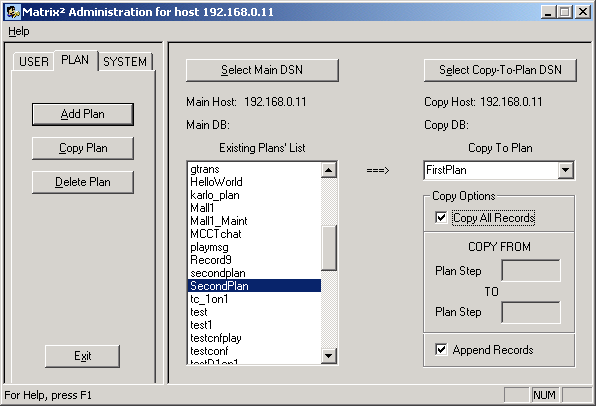 Matrix² Administration for host 192.168.0.11
Help
USER PLAN SYSTEM
Add Plan
Copy Plan
Delete Plan
Exit
Select Main DSN
Main Host: 192.168.0.11
Main DB:
Existing Plans' List
gtrans
HelloWorld
karlo_plan
Mall1
Mall1_Maint
MCCTchat
playmsg
Record9
secondplan
SecondPlan
tc_1on1
test
test1
testcnfplay
testconf
testD1on1
===>
Select Copy-To-Plan DSN
Copy Host: 192.168.0.11
Copy DB:
Copy To Plan
FirstPlan
Copy Options
Copy All Records
COPY FROM
Plan Step
TO
Plan Step
Append Records
For Help, press F1
NUM